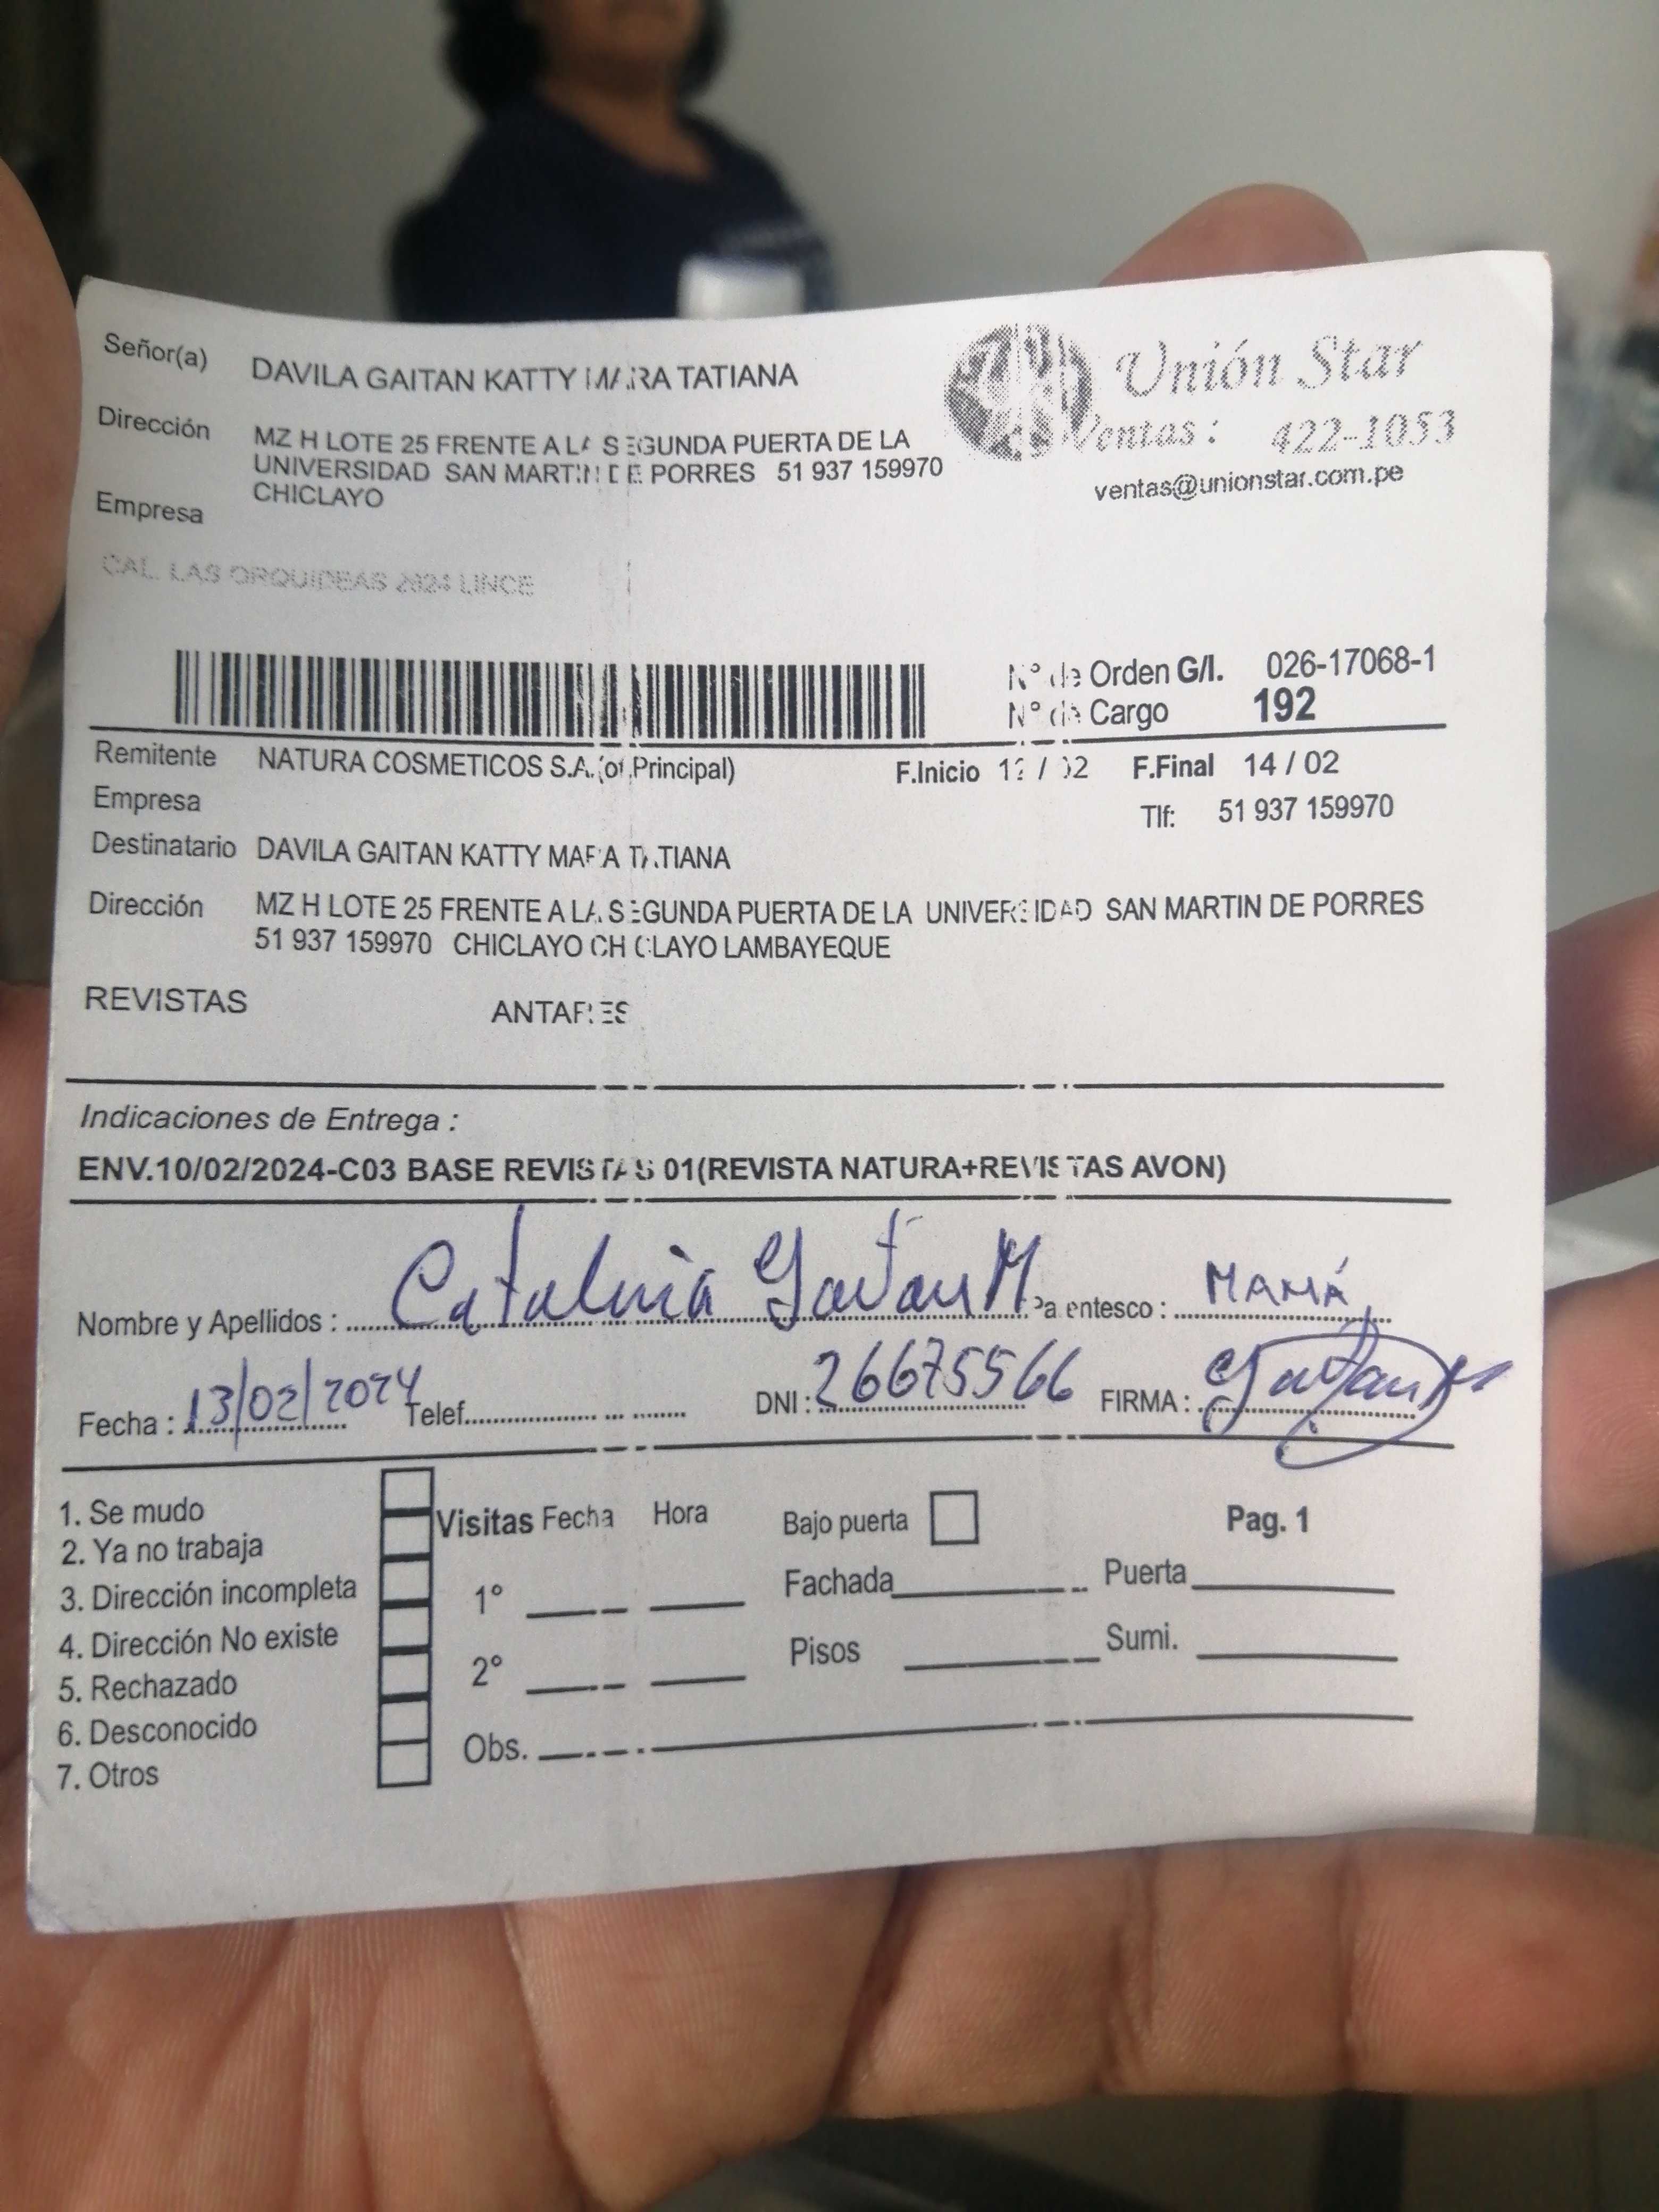 Señor(a) DAVILA GAITAN KATTY MARA TATIANA
Unión Star
Dirección MZ H LOTE 25 FRENTE A LA SEGUNDA PUERTA DE LA
UNIVERSIDAD SAN MARTIN DE PORRES 51 937 159970
CHICLAYO
Ventas : 422-1053
ventas@unionstar.com.pe
Empresa
CAL. LAS ORQUIDEAS 2624 LINCE
Nº de Orden G/I. 026-17068-1
Nº de Cargo 192
Remitente NATURA COSMETICOS S.A.(of.Principal) F.Inicio / 02 F.Final 14 / 02
Empresa
Tlf: 51 937 159970
Destinatario DAVILA GAITAN KATTY MARA TATIANA
Dirección MZ H LOTE 25 FRENTE A LA SEGUNDA PUERTA DE LA UNIVERSIDAD SAN MARTIN DE PORRES
51 937 159970 CHICLAYO CHICLAYO LAMBAYEQUE
REVISTAS ANTARES
Indicaciones de Entrega :
ENV.10/02/2024-C03 BASE REVISTAS 01(REVISTA NATURA+REVISTAS AVON)
Nombre y Apellidos : Catalina Gaitan M Parentesco : MAMÁ
Fecha : 13/02/2024 Telef. DNI : 26675566 FIRMA : Gaitan M
1. Se mudo
2. Ya no trabaja
3. Dirección incompleta
4. Dirección No existe
5. Rechazado
6. Desconocido
7. Otros
Visitas Fecha Hora
1º
2º
Obs.
Bajo puerta
Pag. 1
Fachada Puerta
Pisos Sumi.